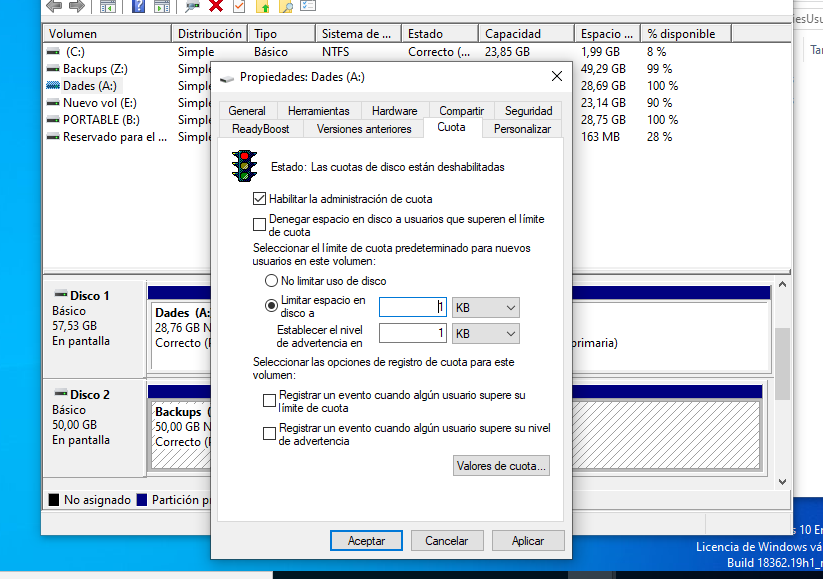 esUsu
Tam
Volumen Distribución Tipo Sistema de ... Estado Capacidad Espacio ... % disponible
(C:) Simple Básico NTFS Correcto (... 23,85 GB 1,99 GB 8 %
Backups (Z:) Simple 49,29 GB 99 %
Dades (A:) Simple 28,69 GB 100 %
Nuevo vol (E:) Simple 23,14 GB 90 %
PORTABLE (B:) Simple 28,75 GB 100 %
Reservado para el ... Simple 163 MB 28 %
Propiedades: Dades (A:)
General Herramientas Hardware Compartir Seguridad
ReadyBoost Versiones anteriores Cuota Personalizar
Estado: Las cuotas de disco están deshabilitadas
Habilitar la administración de cuota
Denegar espacio en disco a usuarios que superen el límite
de cuota
Seleccionar el límite de cuota predeterminado para nuevos
usuarios en este volumen:
No limitar uso de disco
Limitar espacio en
disco a
1 KB
Establecer el nivel
de advertencia en
1 KB
Seleccionar las opciones de registro de cuota para este
volumen:
Registrar un evento cuando algún usuario supere su
límite de cuota
Registrar un evento cuando algún usuario supere su nivel
de advertencia
Valores de cuota...
Aceptar Cancelar Aplicar
Disco 1
Básico
57,53 GB
En pantalla
Dades (A:
28,76 GB N
Correcto (P
primaria)
Disco 2
Básico
50,00 GB
En pantalla
Backups (
50,00 GB N
Correcto (P
No asignado Partición p
s 10 En
Licencia de Windows vá
Build 18362.19h1_r